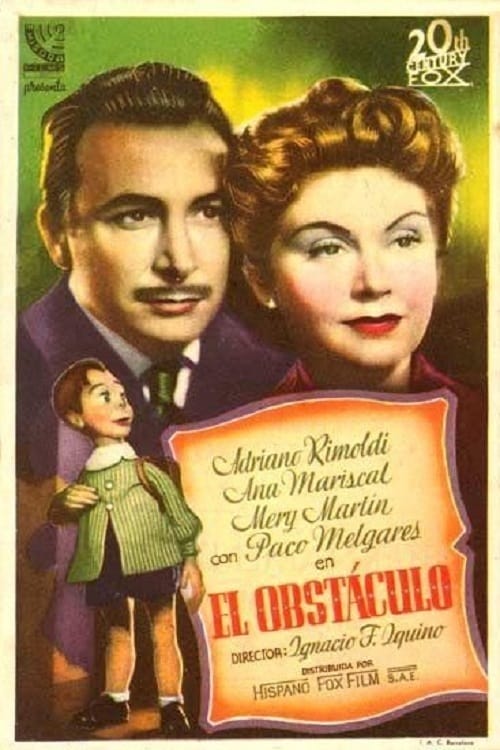 presenta
20th
CENTURY
FOX
Adriano Rimoldi
Ana Mariscal
Mery Martin
con Paco Melgares
en
EL OBSTÁCULO
DIRECTOR: Ignacio F. Iquino
DISTRIBUIDA POR
HISPANO FOX FILM S.A.E.
I. G. C. Barcelona